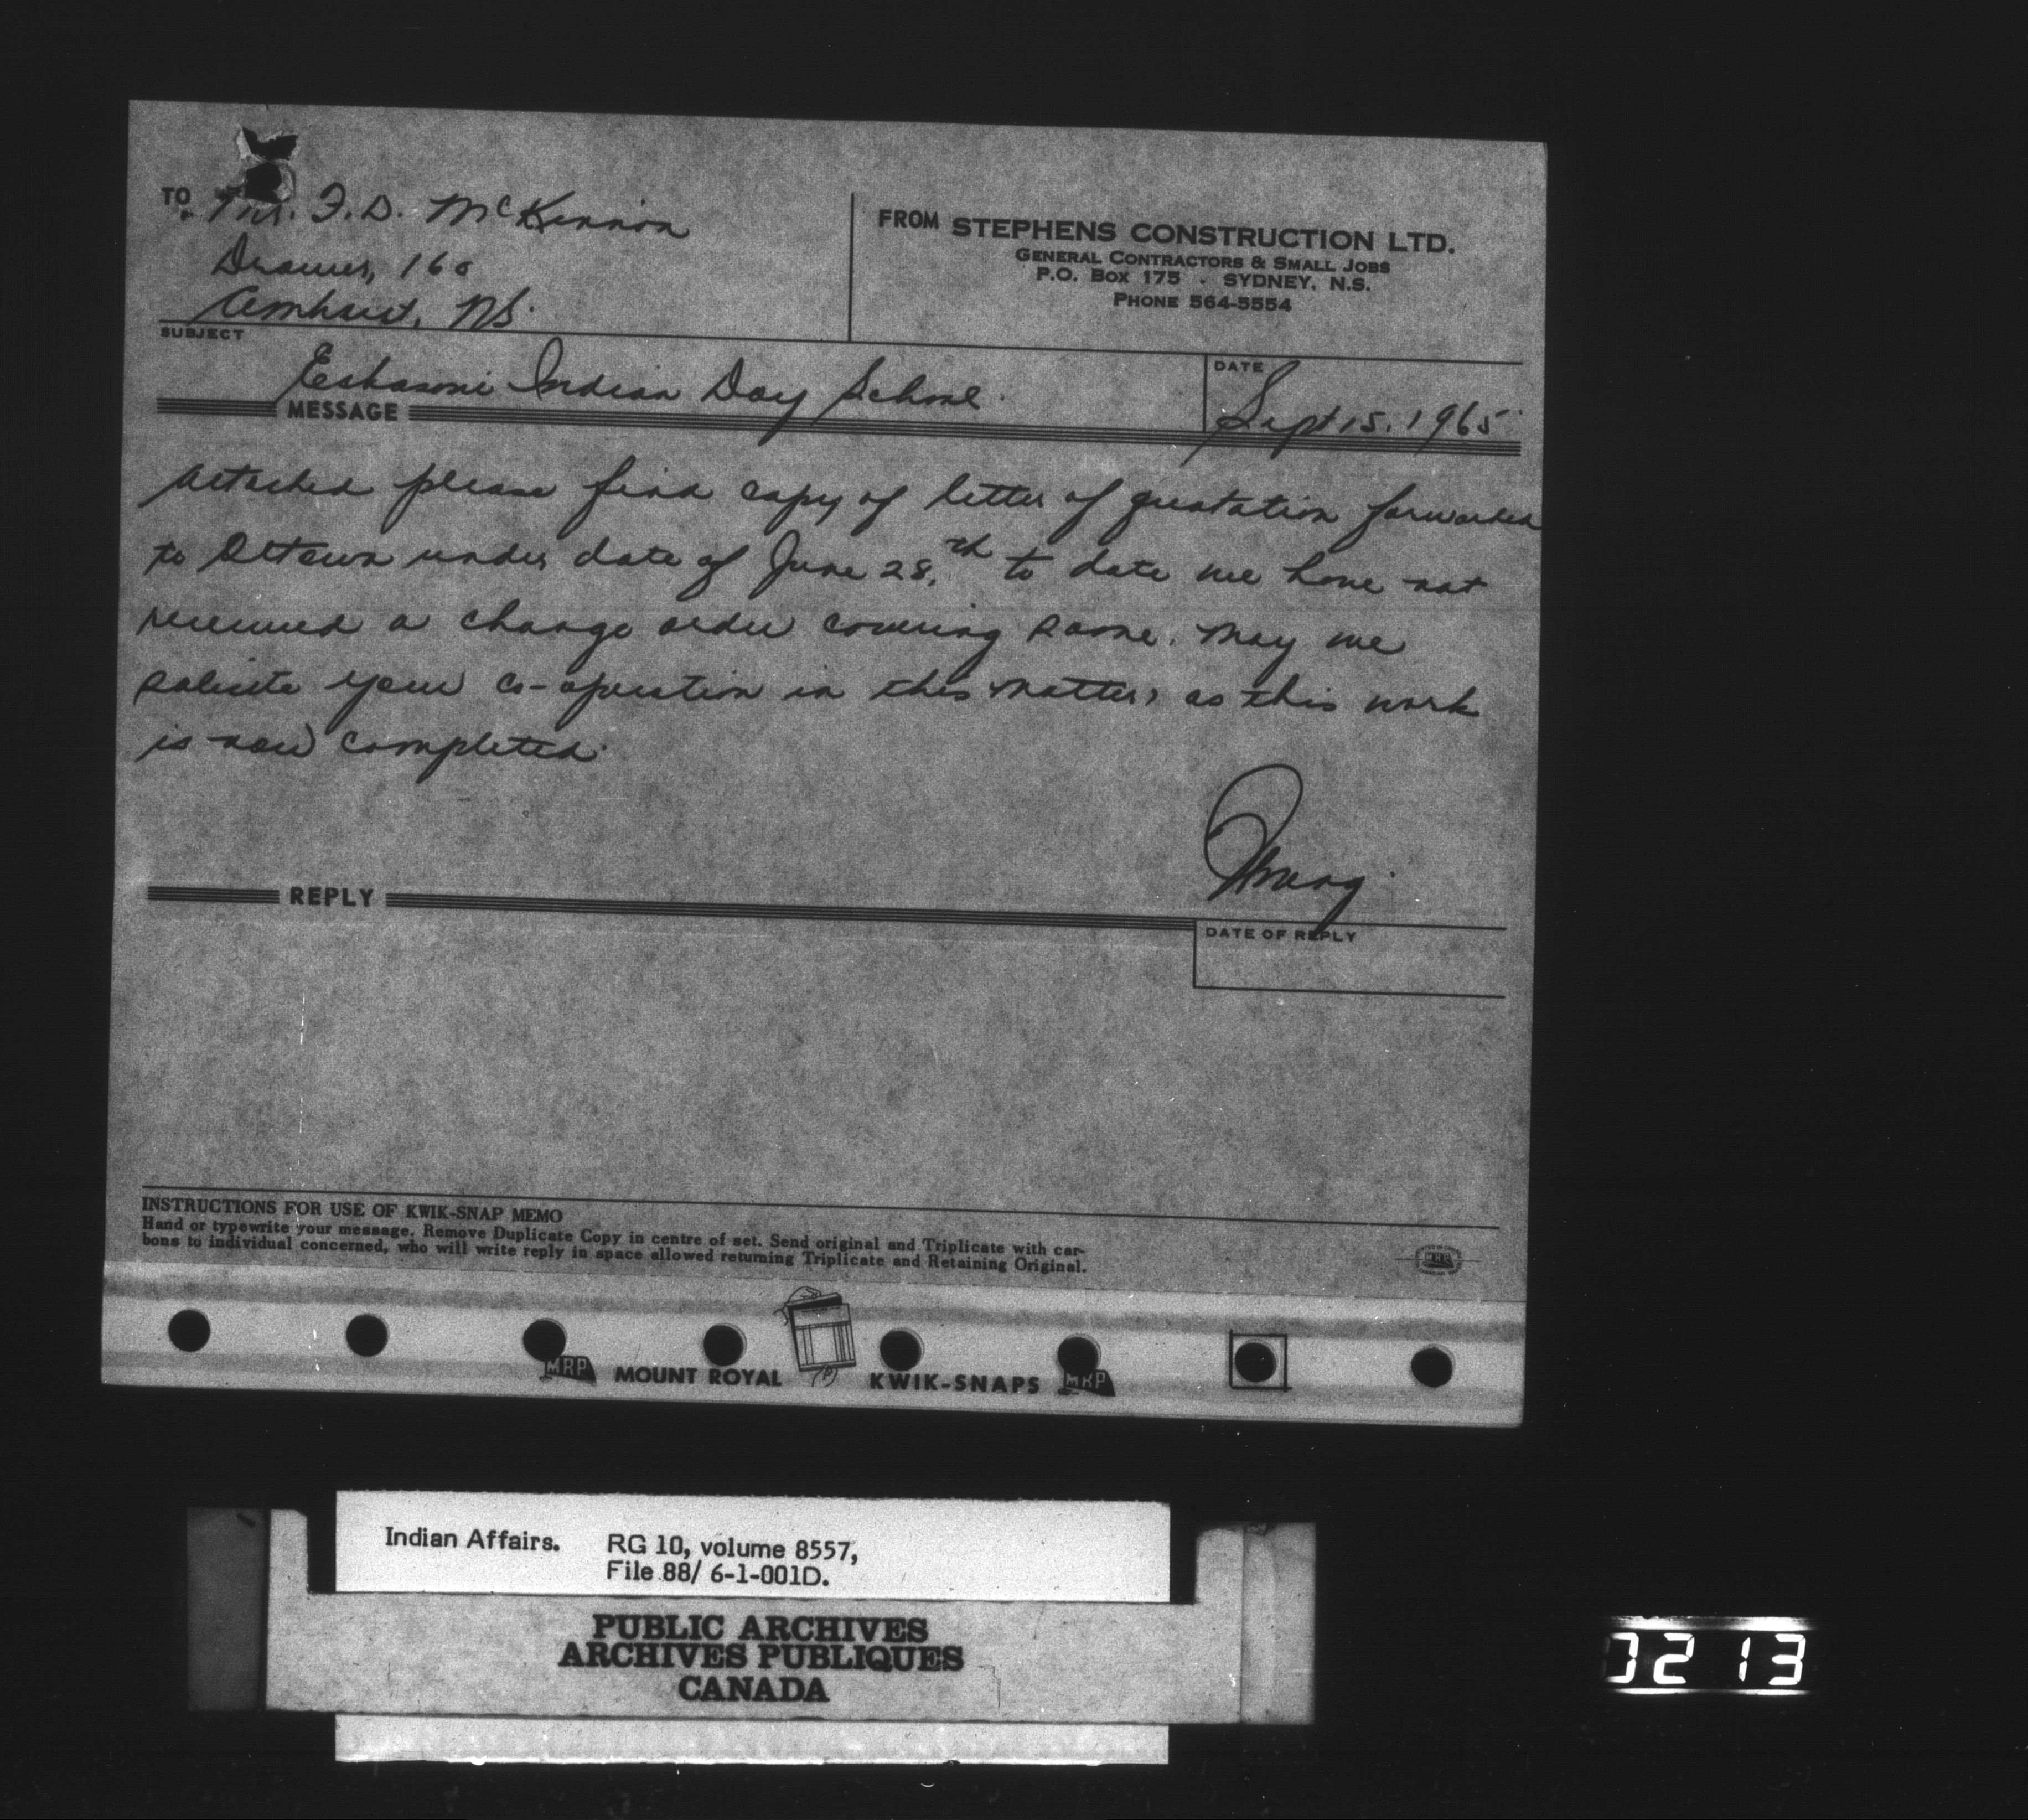 TO Mr. F.D. McKinnon
Drawer, 160
Amherst, NS.
FROM STEPHENS CONSTRUCTION LTD.
GENERAL CONTRACTORS & SMALL JOBS
P.O. BOX 175 . SYDNEY, N.S.
PHONE 564-5554
SUBJECT
Eskasoni Indian Day School
DATE
Sept 15, 1965
MESSAGE
Attached please find copy of letter of quotation forwarded
to Ottawa under date of June 28,th to date we have not
received a change order covering same. May we
solicite your co-operation in this matter, as this work
is now completed.
REPLY
DATE OF REPLY
INSTRUCTIONS FOR USE OF KWIK-SNAP MEMO
Hand or typewrite your message. Remove Duplicate Copy in centre of set. Send original and Triplicate with car-
bons to individual concerned, who will write reply in space allowed returning Triplicate and Retaining Original.
MRP MOUNT ROYAL KWIK-SNAPS MRP
Indian Affairs. RG 10, volume 8557,
File 88/ 6-1-001D.
PUBLIC ARCHIVES
ARCHIVES PUBLIQUES
CANADA
0213